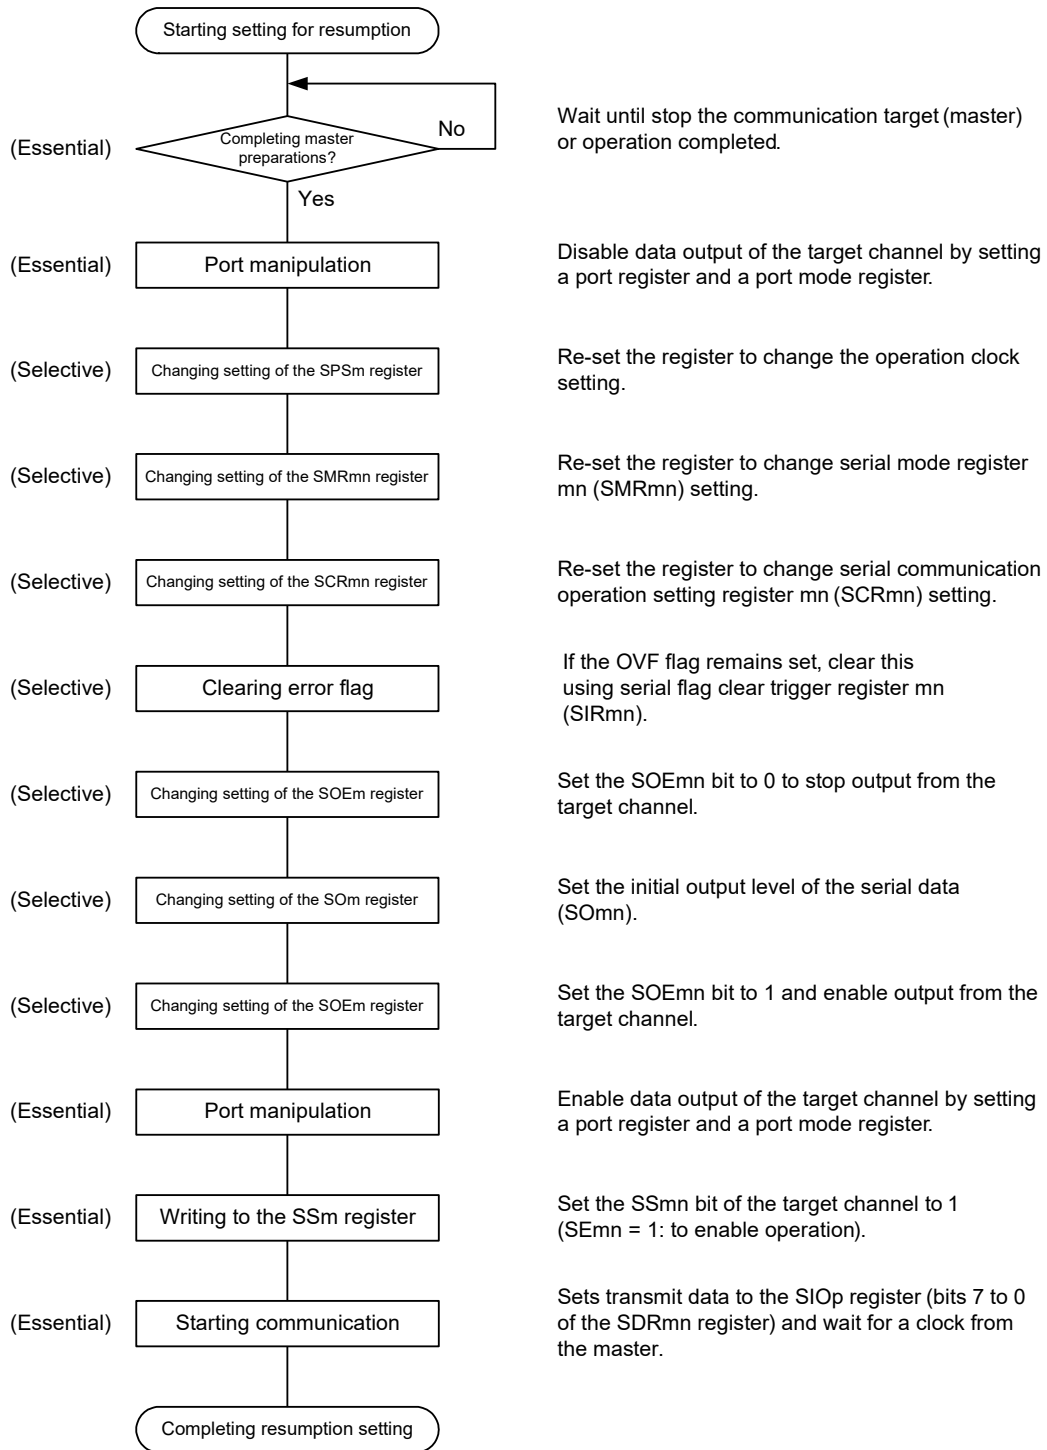 Starting setting for resumption
(Essential)
Completing master
preparations?
No
Yes
Wait until stop the communication target (master)
or operation completed.
(Essential)
Port manipulation
Disable data output of the target channel by setting
a port register and a port mode register.
(Selective)
Changing setting of the SPSm register
Re-set the register to change the operation clock
setting.
(Selective)
Changing setting of the SMRmn register
Re-set the register to change serial mode register
mn (SMRmn) setting.
(Selective)
Changing setting of the SCRmn register
Re-set the register to change serial communication
operation setting register mn (SCRmn) setting.
(Selective)
Clearing error flag
If the OVF flag remains set, clear this
using serial flag clear trigger register mn
(SIRmn).
(Selective)
Changing setting of the SOEm register
Set the SOEmn bit to 0 to stop output from the
target channel.
(Selective)
Changing setting of the SOm register
Set the initial output level of the serial data
(SOmn).
(Selective)
Changing setting of the SOEm register
Set the SOEmn bit to 1 and enable output from the
target channel.
(Essential)
Port manipulation
Enable data output of the target channel by setting
a port register and a port mode register.
(Essential)
Writing to the SSm register
Set the SSmn bit of the target channel to 1
(SEmn = 1: to enable operation).
(Essential)
Starting communication
Sets transmit data to the SIOp register (bits 7 to 0
of the SDRmn register) and wait for a clock from
the master.
Completing resumption setting